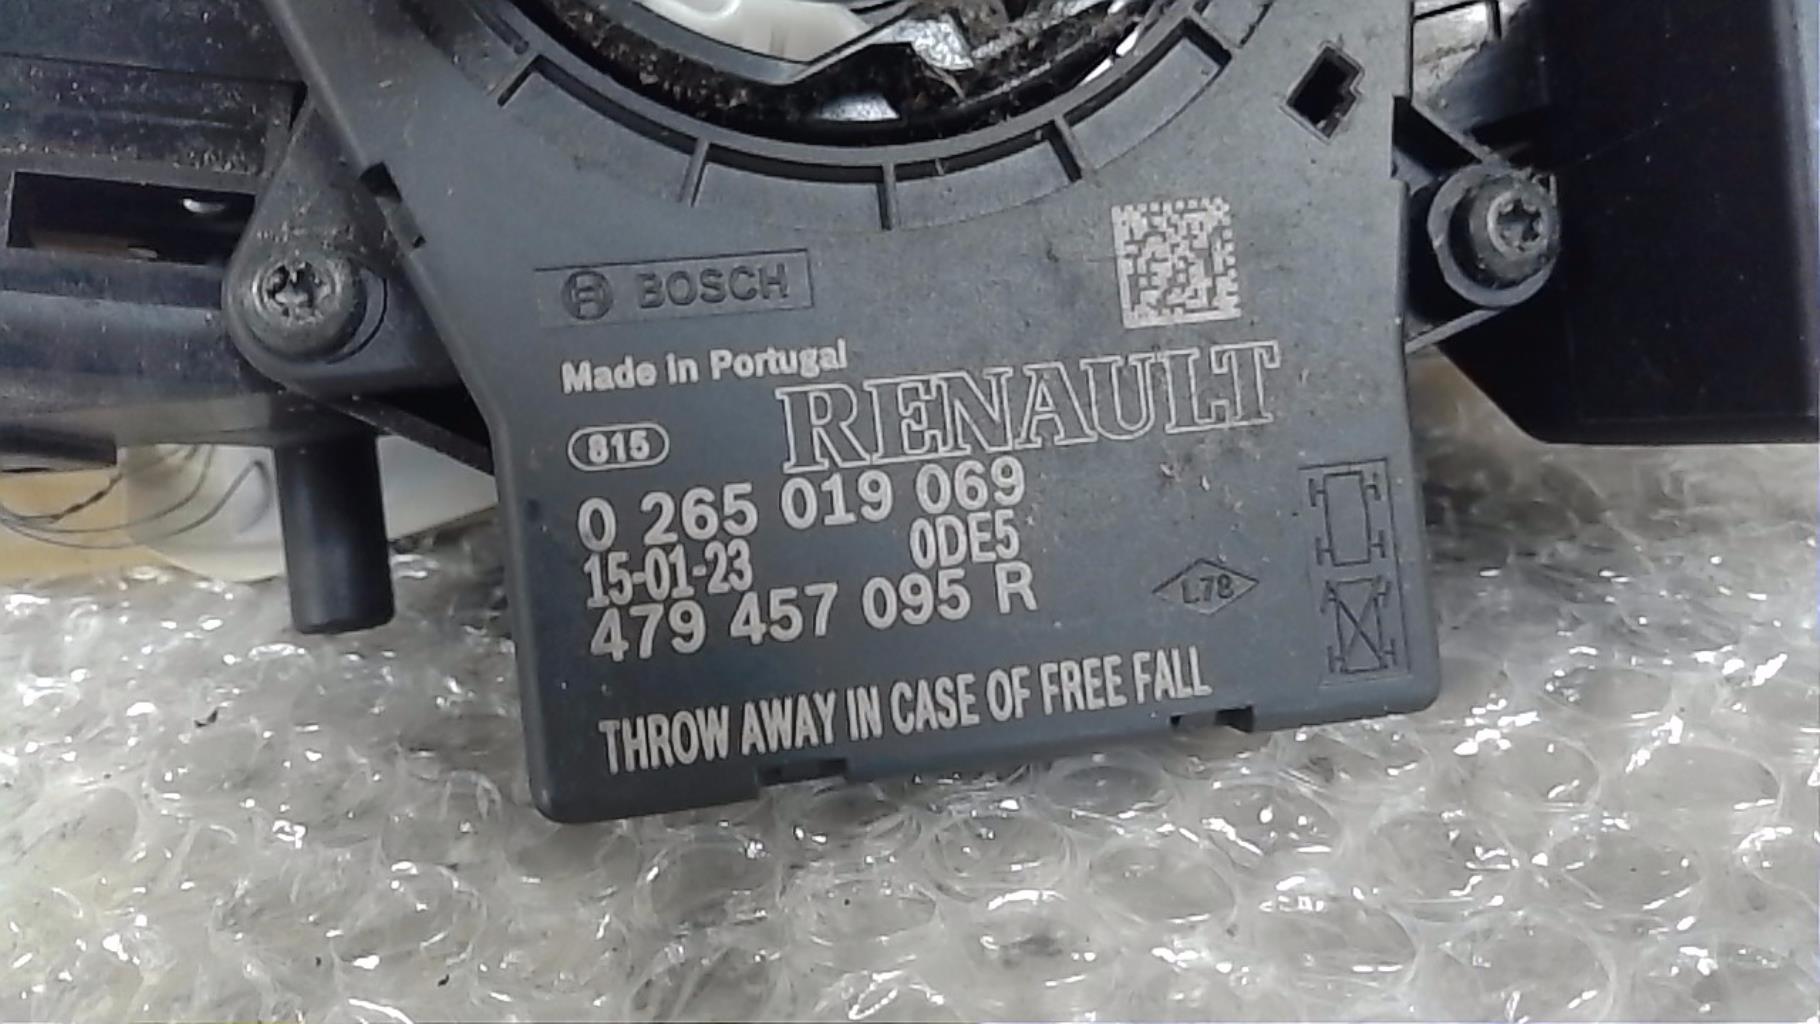 BOSCH
Made in Portugal
RENAULT
815
0 265 019 069
15-01-23 0DE5
479 457 095 R
L78
THROW AWAY IN CASE OF FREE FALL